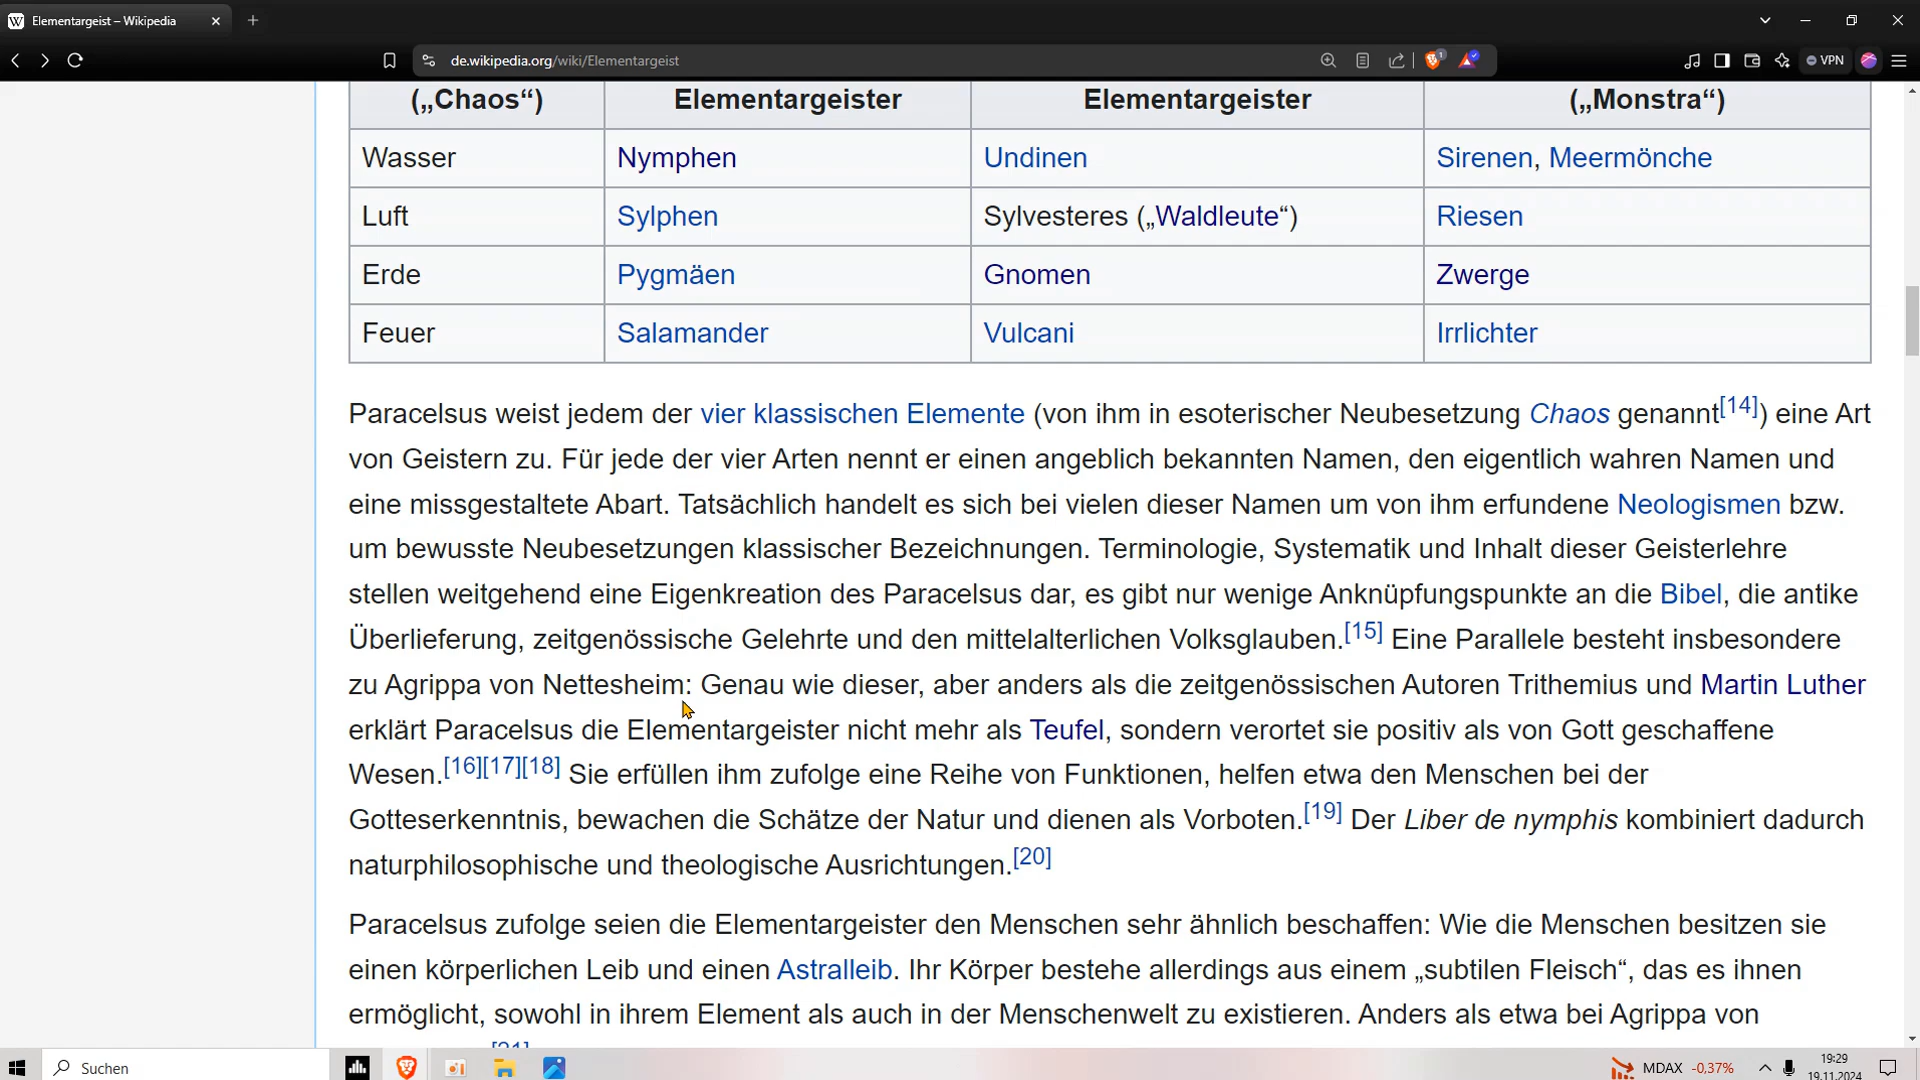 Elementargeist – Wikipedia
de.wikipedia.org/wiki/Elementargeist
1
VPN
(„Chaos“) Elementargeister Elementargeister („Monstra“)
Wasser Nymphen Undinen Sirenen, Meermönche
Luft Sylphen Sylvesteres („Waldleute“) Riesen
Erde Pygmäen Gnomen Zwerge
Feuer Salamander Vulcani Irrlichter
Paracelsus weist jedem der vier klassischen Elemente (von ihm in esoterischer Neubesetzung Chaos genannt[14]) eine Art
von Geistern zu. Für jede der vier Arten nennt er einen angeblich bekannten Namen, den eigentlich wahren Namen und
eine missgestaltete Abart. Tatsächlich handelt es sich bei vielen dieser Namen um von ihm erfundene Neologismen bzw.
um bewusste Neubesetzungen klassischer Bezeichnungen. Terminologie, Systematik und Inhalt dieser Geisterlehre
stellen weitgehend eine Eigenkreation des Paracelsus dar, es gibt nur wenige Anknüpfungspunkte an die Bibel, die antike
Überlieferung, zeitgenössische Gelehrte und den mittelalterlichen Volksglauben.[15] Eine Parallele besteht insbesondere
zu Agrippa von Nettesheim: Genau wie dieser, aber anders als die zeitgenössischen Autoren Trithemius und Martin Luther
erklärt Paracelsus die Elementargeister nicht mehr als Teufel, sondern verortet sie positiv als von Gott geschaffene
Wesen.[16][17][18] Sie erfüllen ihm zufolge eine Reihe von Funktionen, helfen etwa den Menschen bei der
Gotteserkenntnis, bewachen die Schätze der Natur und dienen als Vorboten.[19] Der Liber de nymphis kombiniert dadurch
naturphilosophische und theologische Ausrichtungen.[20]
Paracelsus zufolge seien die Elementargeister den Menschen sehr ähnlich beschaffen: Wie die Menschen besitzen sie
einen körperlichen Leib und einen Astralleib. Ihr Körper bestehe allerdings aus einem „subtilen Fleisch“, das es ihnen
ermöglicht, sowohl in ihrem Element als auch in der Menschenwelt zu existieren. Anders als etwa bei Agrippa von
[21]
Suchen
MDAX -0,37%
19:29
19.11.2024